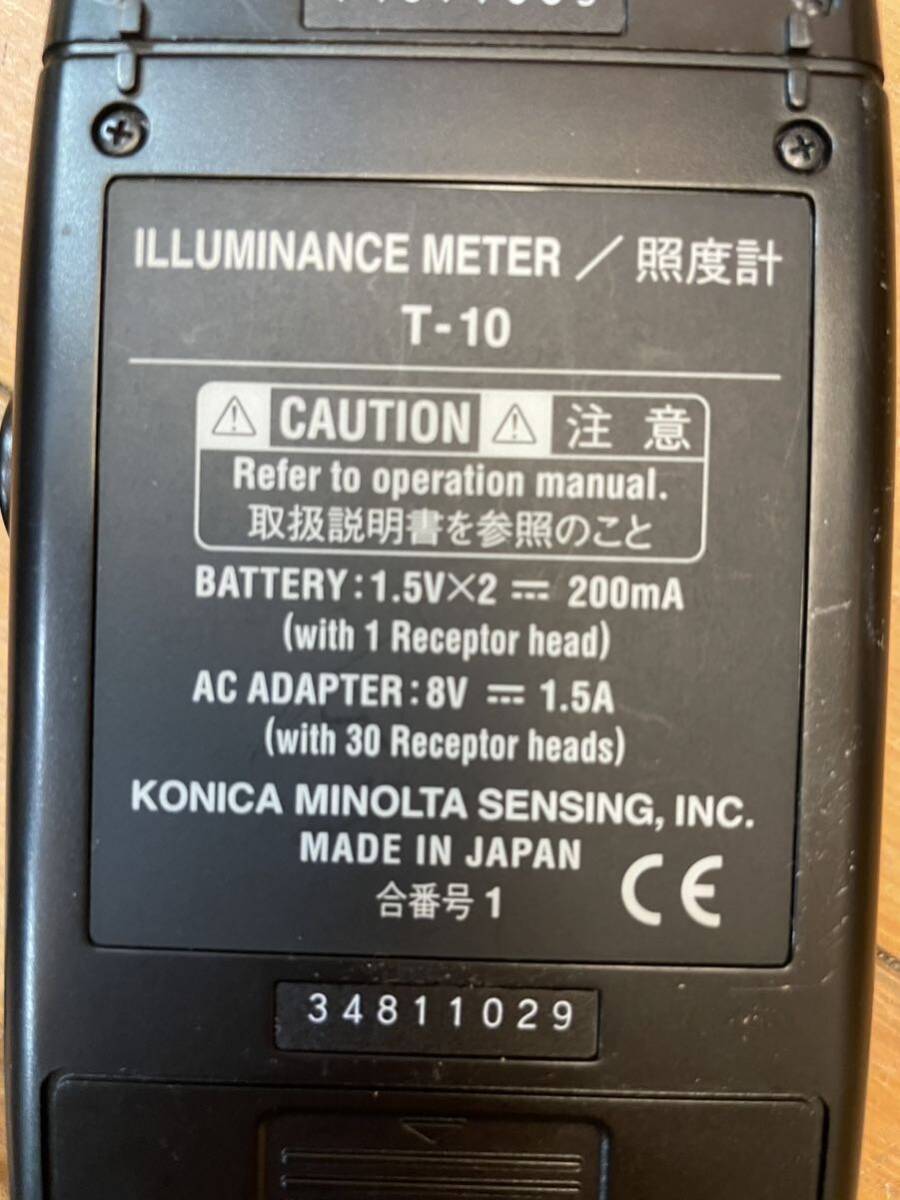 ILLUMINANCE METER / 照度計
T-10
CAUTION 注意
Refer to operation manual.
取扱説明書を参照のこと
BATTERY:1.5V×2 ⎓ 200mA
(with 1 Receptor head)
AC ADAPTER:8V ⎓ 1.5A
(with 30 Receptor heads)
KONICA MINOLTA SENSING, INC.
MADE IN JAPAN
合番号1
CE
34811029